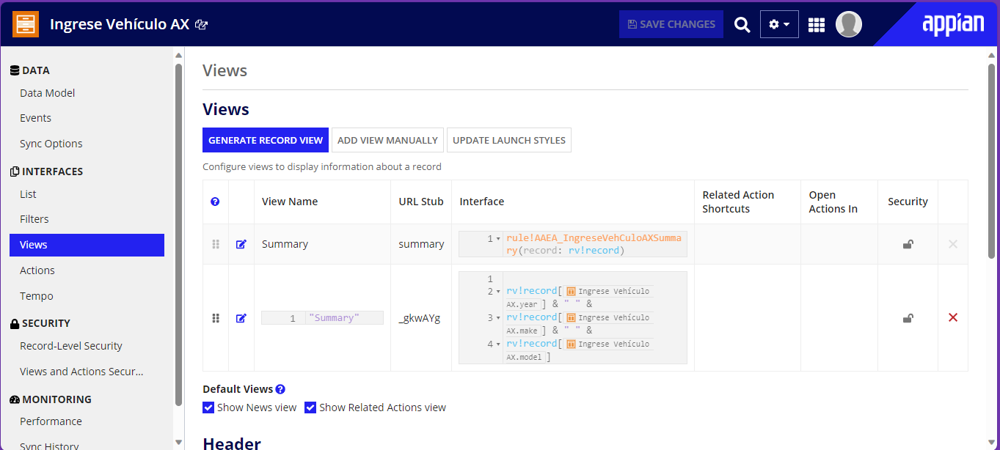 Ingrese Vehículo AX
SAVE CHANGES
appian
DATA
Data Model
Events
Sync Options
INTERFACES
List
Filters
Views
Actions
Tempo
SECURITY
Record-Level Security
Views and Actions Secur...
MONITORING
Performance
Sync History
Views
Views
GENERATE RECORD VIEW
ADD VIEW MANUALLY
UPDATE LAUNCH STYLES
Configure views to display information about a record
View Name
URL Stub
Interface
Related Action
Shortcuts
Open
Actions In
Security
Summary
summary
1 rule!AAEA_IngreseVehCuloAXSumma
ry(record: rv!record)
1 "Summary"
_gkwAYg
1
2 rv!record[ Ingrese Vehículo
AX.year ] & " " &
3 rv!record[ Ingrese Vehículo
AX.make ] & " " &
4 rv!record[ Ingrese Vehículo
AX.model ]
Default Views ?
Show News view
Show Related Actions view
Header